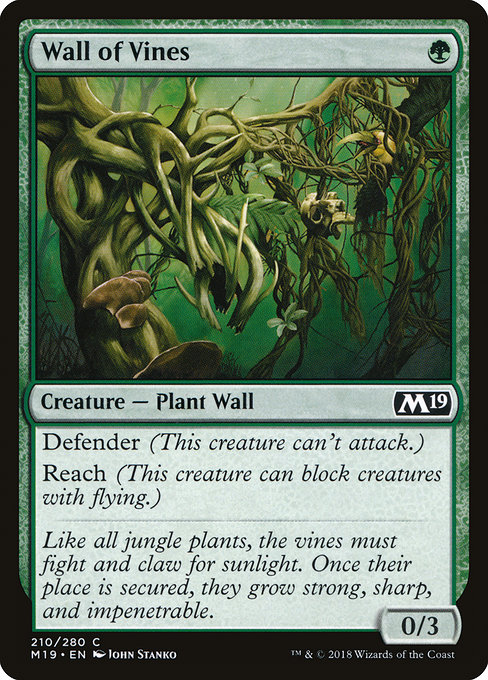 Wall of Vines
Creature — Plant Wall
M19
Defender (This creature can't attack.)
Reach (This creature can block creatures
with flying.)
Like all jungle plants, the vines must
fight and claw for sunlight. Once their
place is secured, they grow strong, sharp,
and impenetrable.
0/3
210/280 C
M19 • EN John Stanko
™ & © 2018 Wizards of the Coast